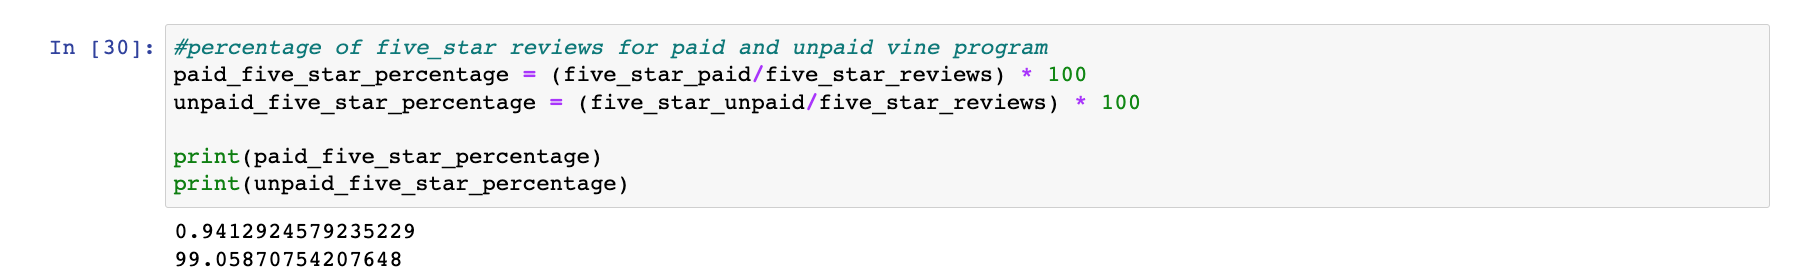 In [30]: #percentage of five_star reviews for paid and unpaid vine program
paid_five_star_percentage = (five_star_paid/five_star_reviews) * 100
unpaid_five_star_percentage = (five_star_unpaid/five_star_reviews) * 100
print(paid_five_star_percentage)
print(unpaid_five_star_percentage)
0.9412924579235229
99.05870754207648